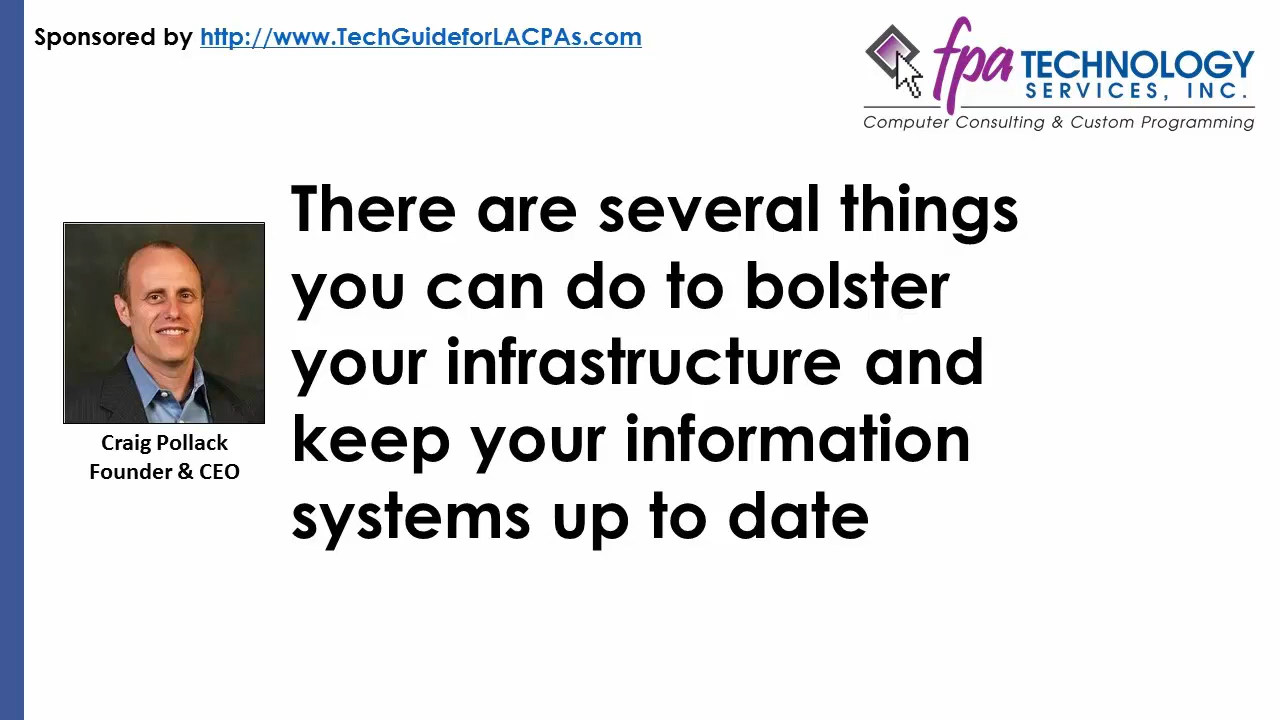 Sponsored by http://www.TechGuideforLACPAs.com
fpa TECHNOLOGY
SERVICES, INC.
Computer Consulting & Custom Programming
There are several things
you can do to bolster
your infrastructure and
keep your information
systems up to date
Craig Pollack
Founder & CEO